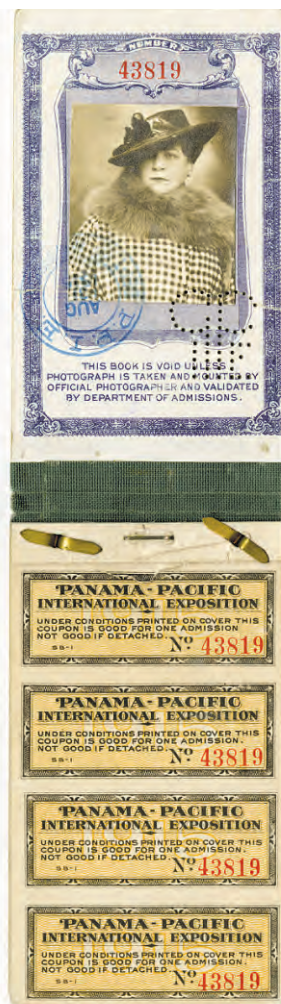 NUMBER
43819
AUG
THIS BOOK IS VOID UNLESS
PHOTOGRAPH IS TAKEN AND MOUNTED BY
OFFICIAL PHOTOGRAPHER AND VALIDATED
BY DEPARTMENT OF ADMISSIONS.
PANAMA-PACIFIC
INTERNATIONAL EXPOSITION
UNDER CONDITIONS PRINTED ON COVER THIS
COUPON IS GOOD FOR ONE ADMISSION.
NOT GOOD IF DETACHED.
SS-1 Nº 43819
PANAMA-PACIFIC
INTERNATIONAL EXPOSITION
UNDER CONDITIONS PRINTED ON COVER THIS
COUPON IS GOOD FOR ONE ADMISSION.
NOT GOOD IF DETACHED.
SS-1 Nº 43819
PANAMA-PACIFIC
INTERNATIONAL EXPOSITION
UNDER CONDITIONS PRINTED ON COVER THIS
COUPON IS GOOD FOR ONE ADMISSION.
NOT GOOD IF DETACHED.
SS-1 Nº 43819
PANAMA-PACIFIC
INTERNATIONAL EXPOSITION
UNDER CONDITIONS PRINTED ON COVER THIS
COUPON IS GOOD FOR ONE ADMISSION.
NOT GOOD IF DETACHED.
SS-1 Nº 43819